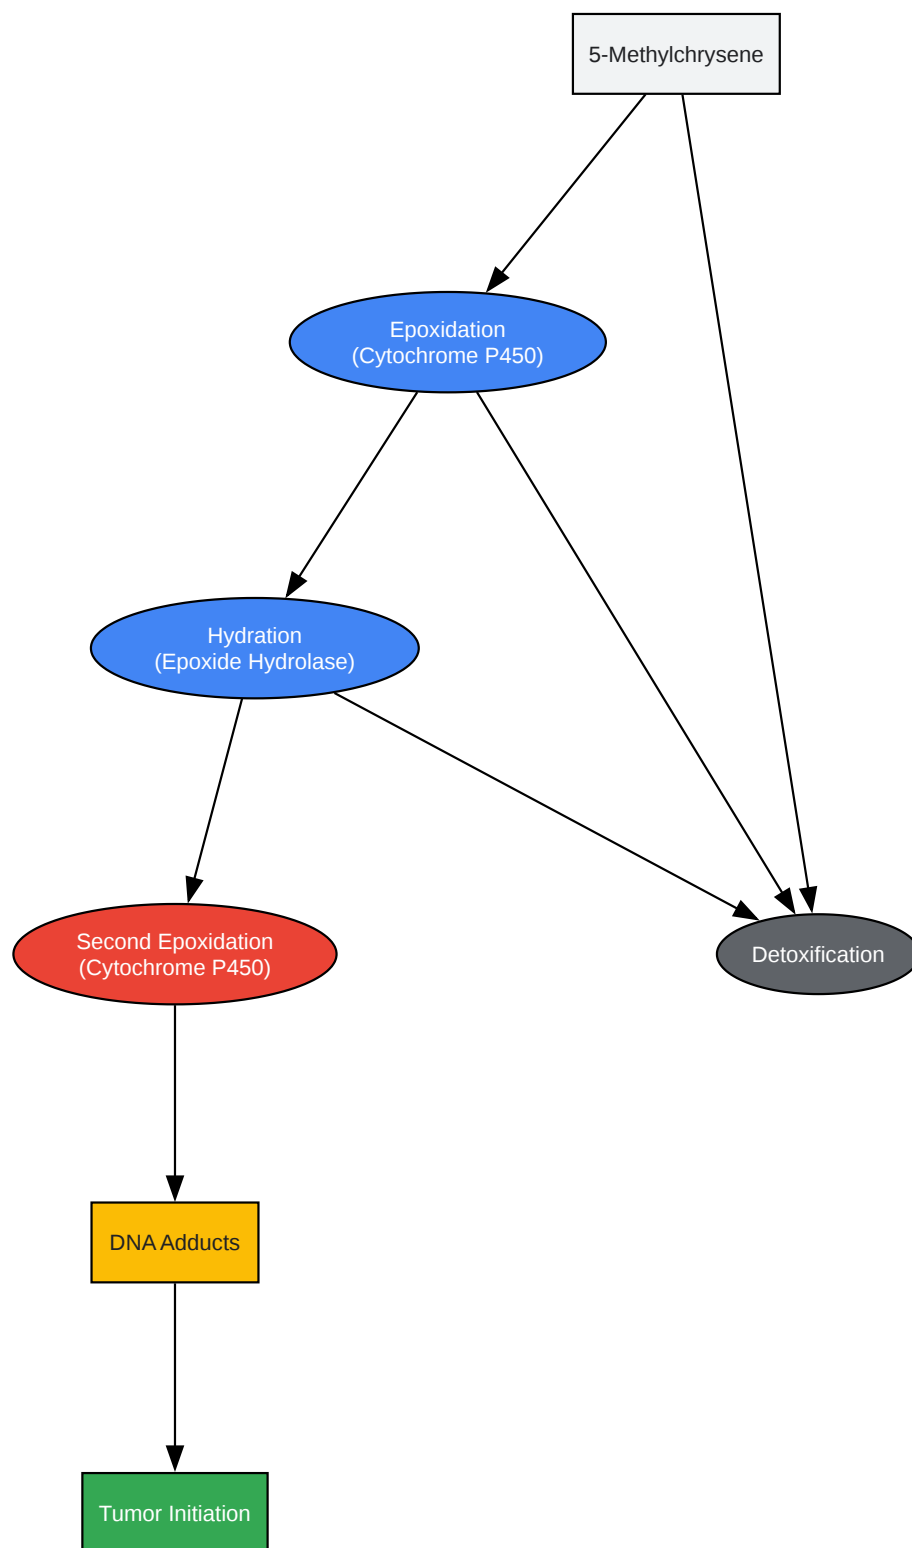 5-Methylchrysene
Epoxidation
(Cytochrome P450)
Hydration
(Epoxide Hydrolase)
Second Epoxidation
(Cytochrome P450)
Detoxification
DNA Adducts
Tumor Initiation